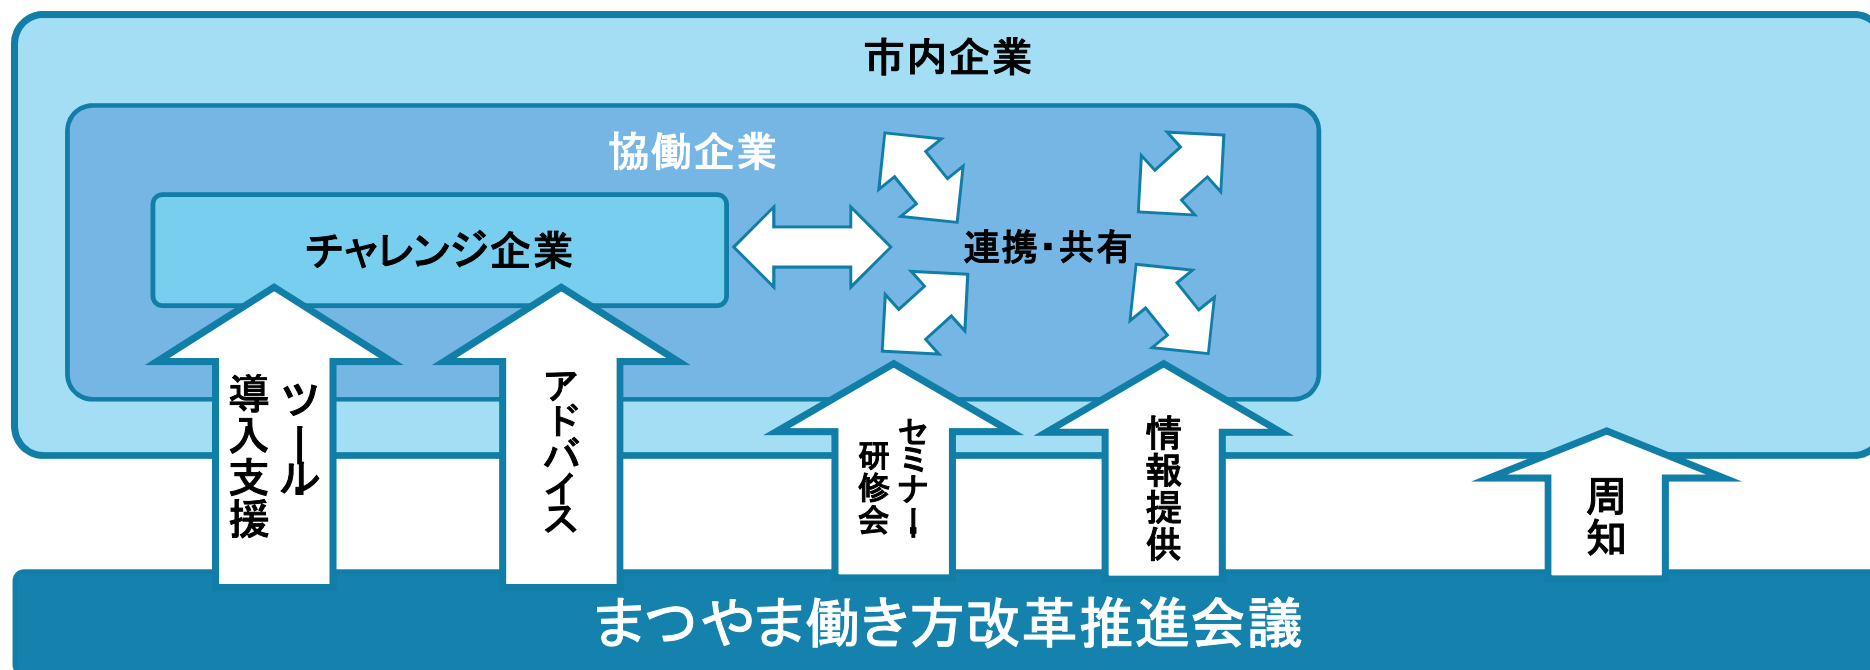 市内企業
協働企業
チャレンジ企業
連携・共有
ツール
導入支援
アドバイス
セミナー・
研修会
情報提供
周知
まつやま働き方改革推進会議